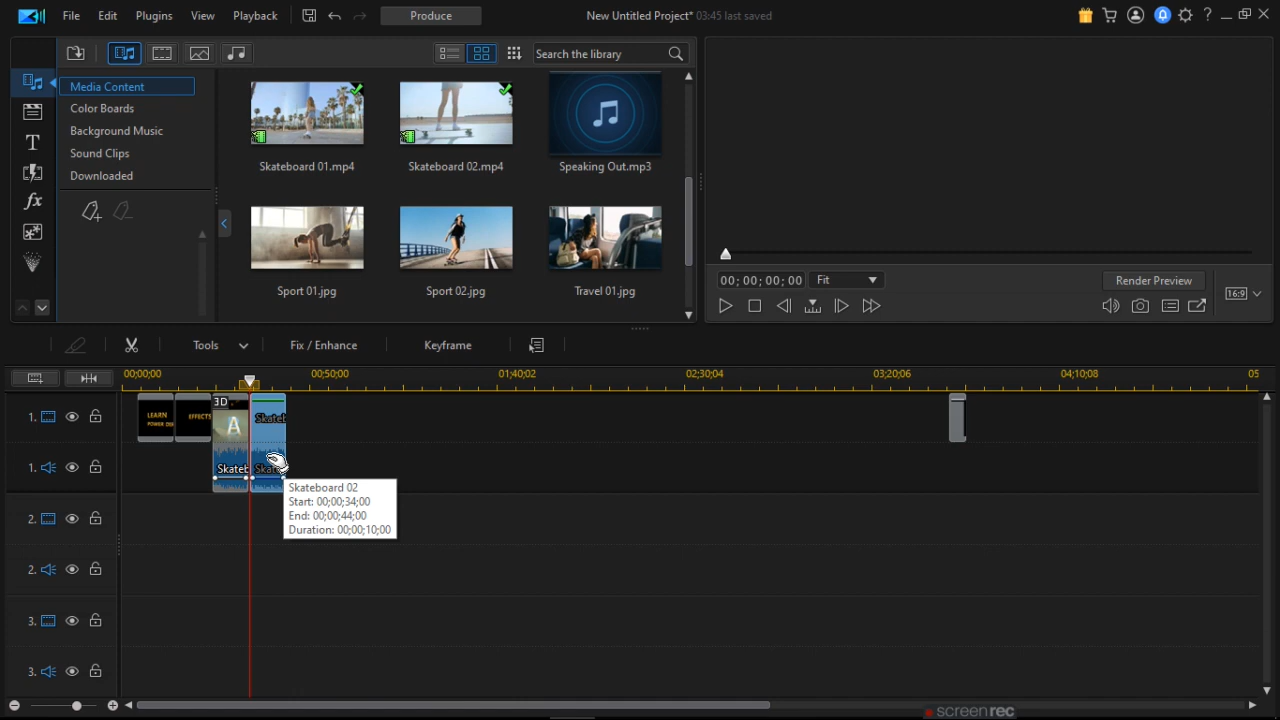 File Edit Plugins View Playback Produce New Untitled Project* 03:45 last saved
Search the library
Media Content
Color Boards
Background Music
Sound Clips
Downloaded
Skateboard 01.mp4 Skateboard 02.mp4 Speaking Out.mp3
Sport 01.jpg Sport 02.jpg Travel 01.jpg
00; 00; 00; 00 Fit Render Preview 16:9
Tools Fix / Enhance Keyframe
00;00;00 00;50;00 01;40;02 02;30;04 03;20;06 04;10;08 05
1. LEARN EFFECTS 3D A Skateb
1. Skateb Skate
Skateboard 02
Start: 00;00;34;00
End: 00;00;44;00
Duration: 00;00;10;00
2.
2.
3.
3.
screenrec